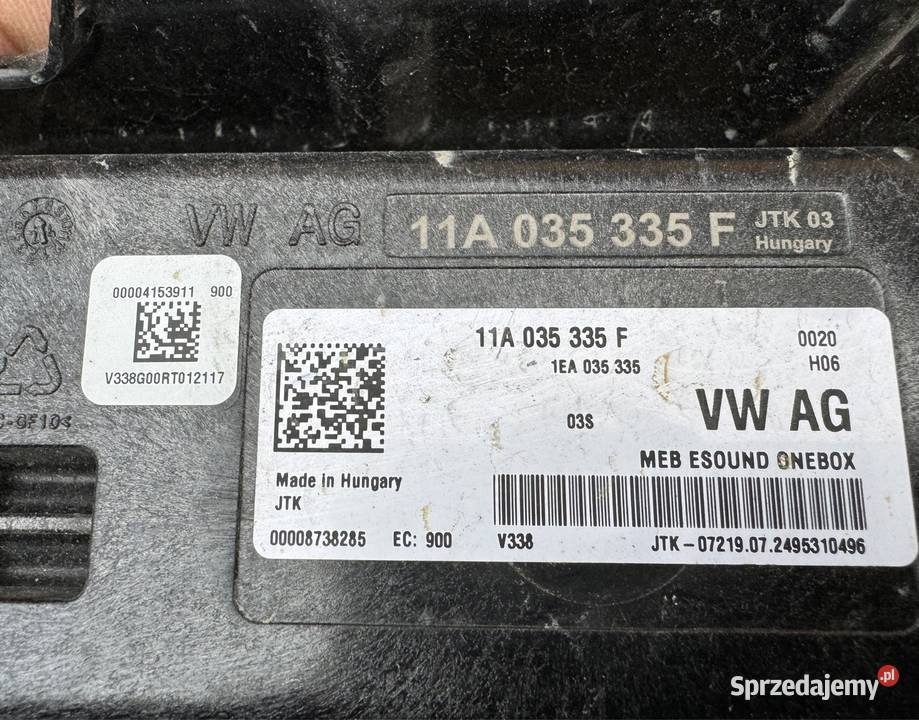 VW AG
11A 035 335 F
JTK 03
Hungary
00004153911 900
V338G00RT012117
C-GF10<
11A 035 335 F
1EA 035 335
0020
H06
03S
VW AG
MEB ESOUND ONEBOX
Made in Hungary
JTK
00008738285 EC: 900 V338 JTK-07219.07.2495310496
Sprzedajemy.pl